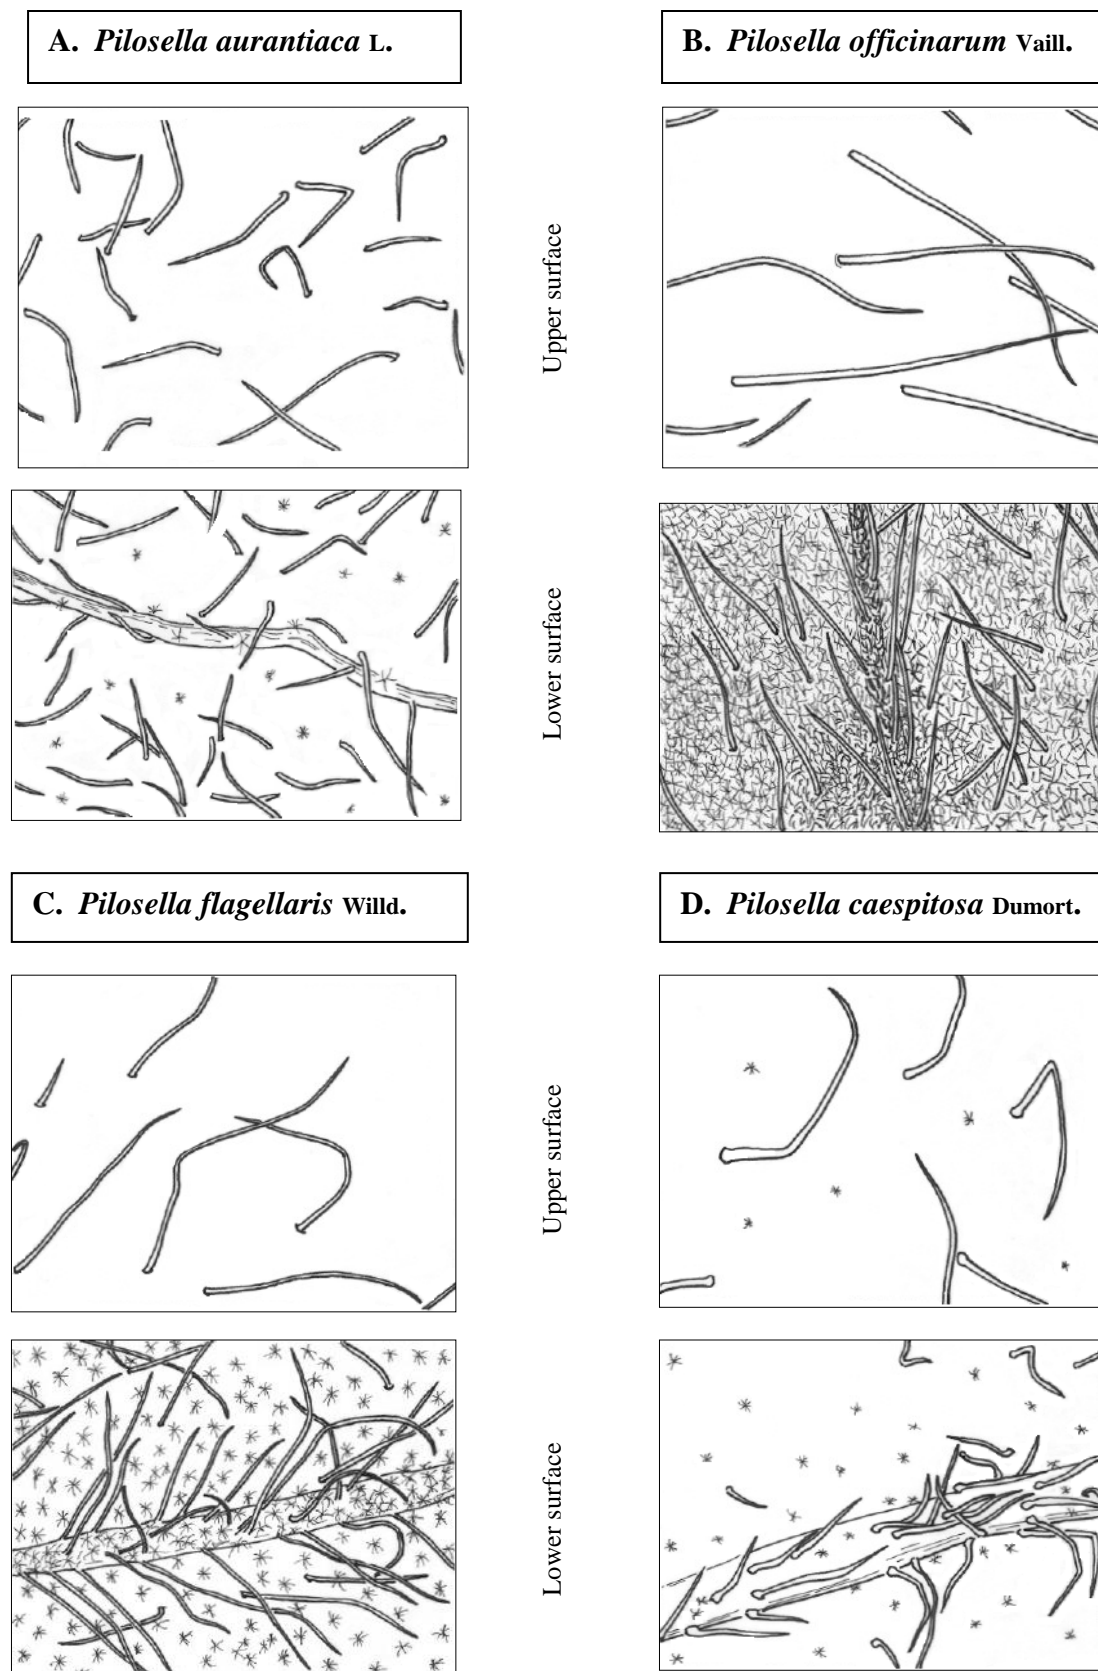 A. Pilosella aurantiaca L.
B. Pilosella officinarum Vaill.
Upper surface
Lower surface
C. Pilosella flagellaris Willd.
D. Pilosella caespitosa Dumort.
Upper surface
Lower surface